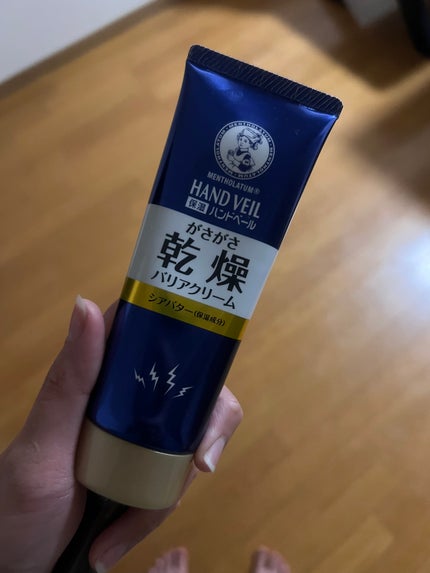 MENTHOLATUM®
HAND VEIL
保湿 ハンドベール
がさがさ
乾燥
バリアクリーム
シアバター(保湿成分)